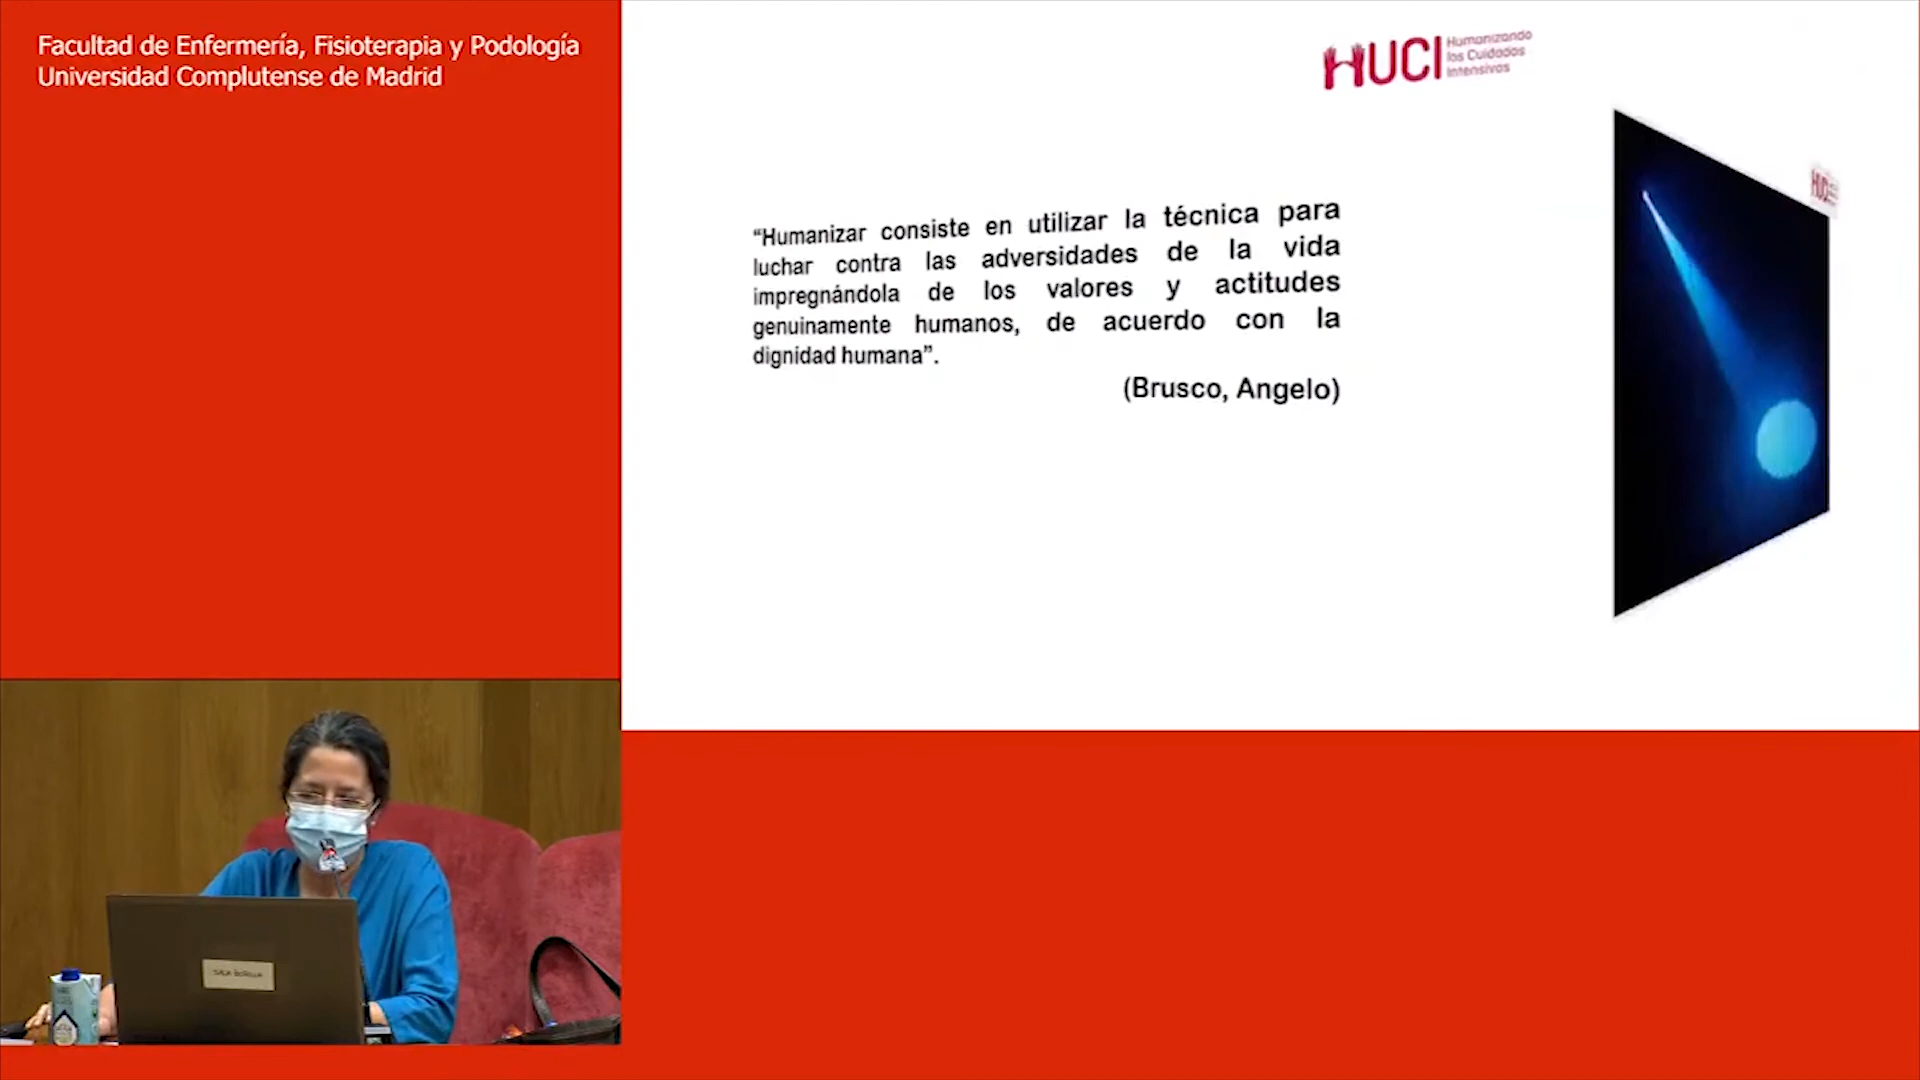 Facultad de Enfermería, Fisioterapia y Podología
Universidad Complutense de Madrid
HUCI
Humanizando
los Cuidados
Intensivos
“Humanizar consiste en utilizar la técnica para
luchar contra las adversidades de la vida
impregnándola de los valores y actitudes
genuinamente humanos, de acuerdo con la
dignidad humana”.
(Brusco, Angelo)
HUCI